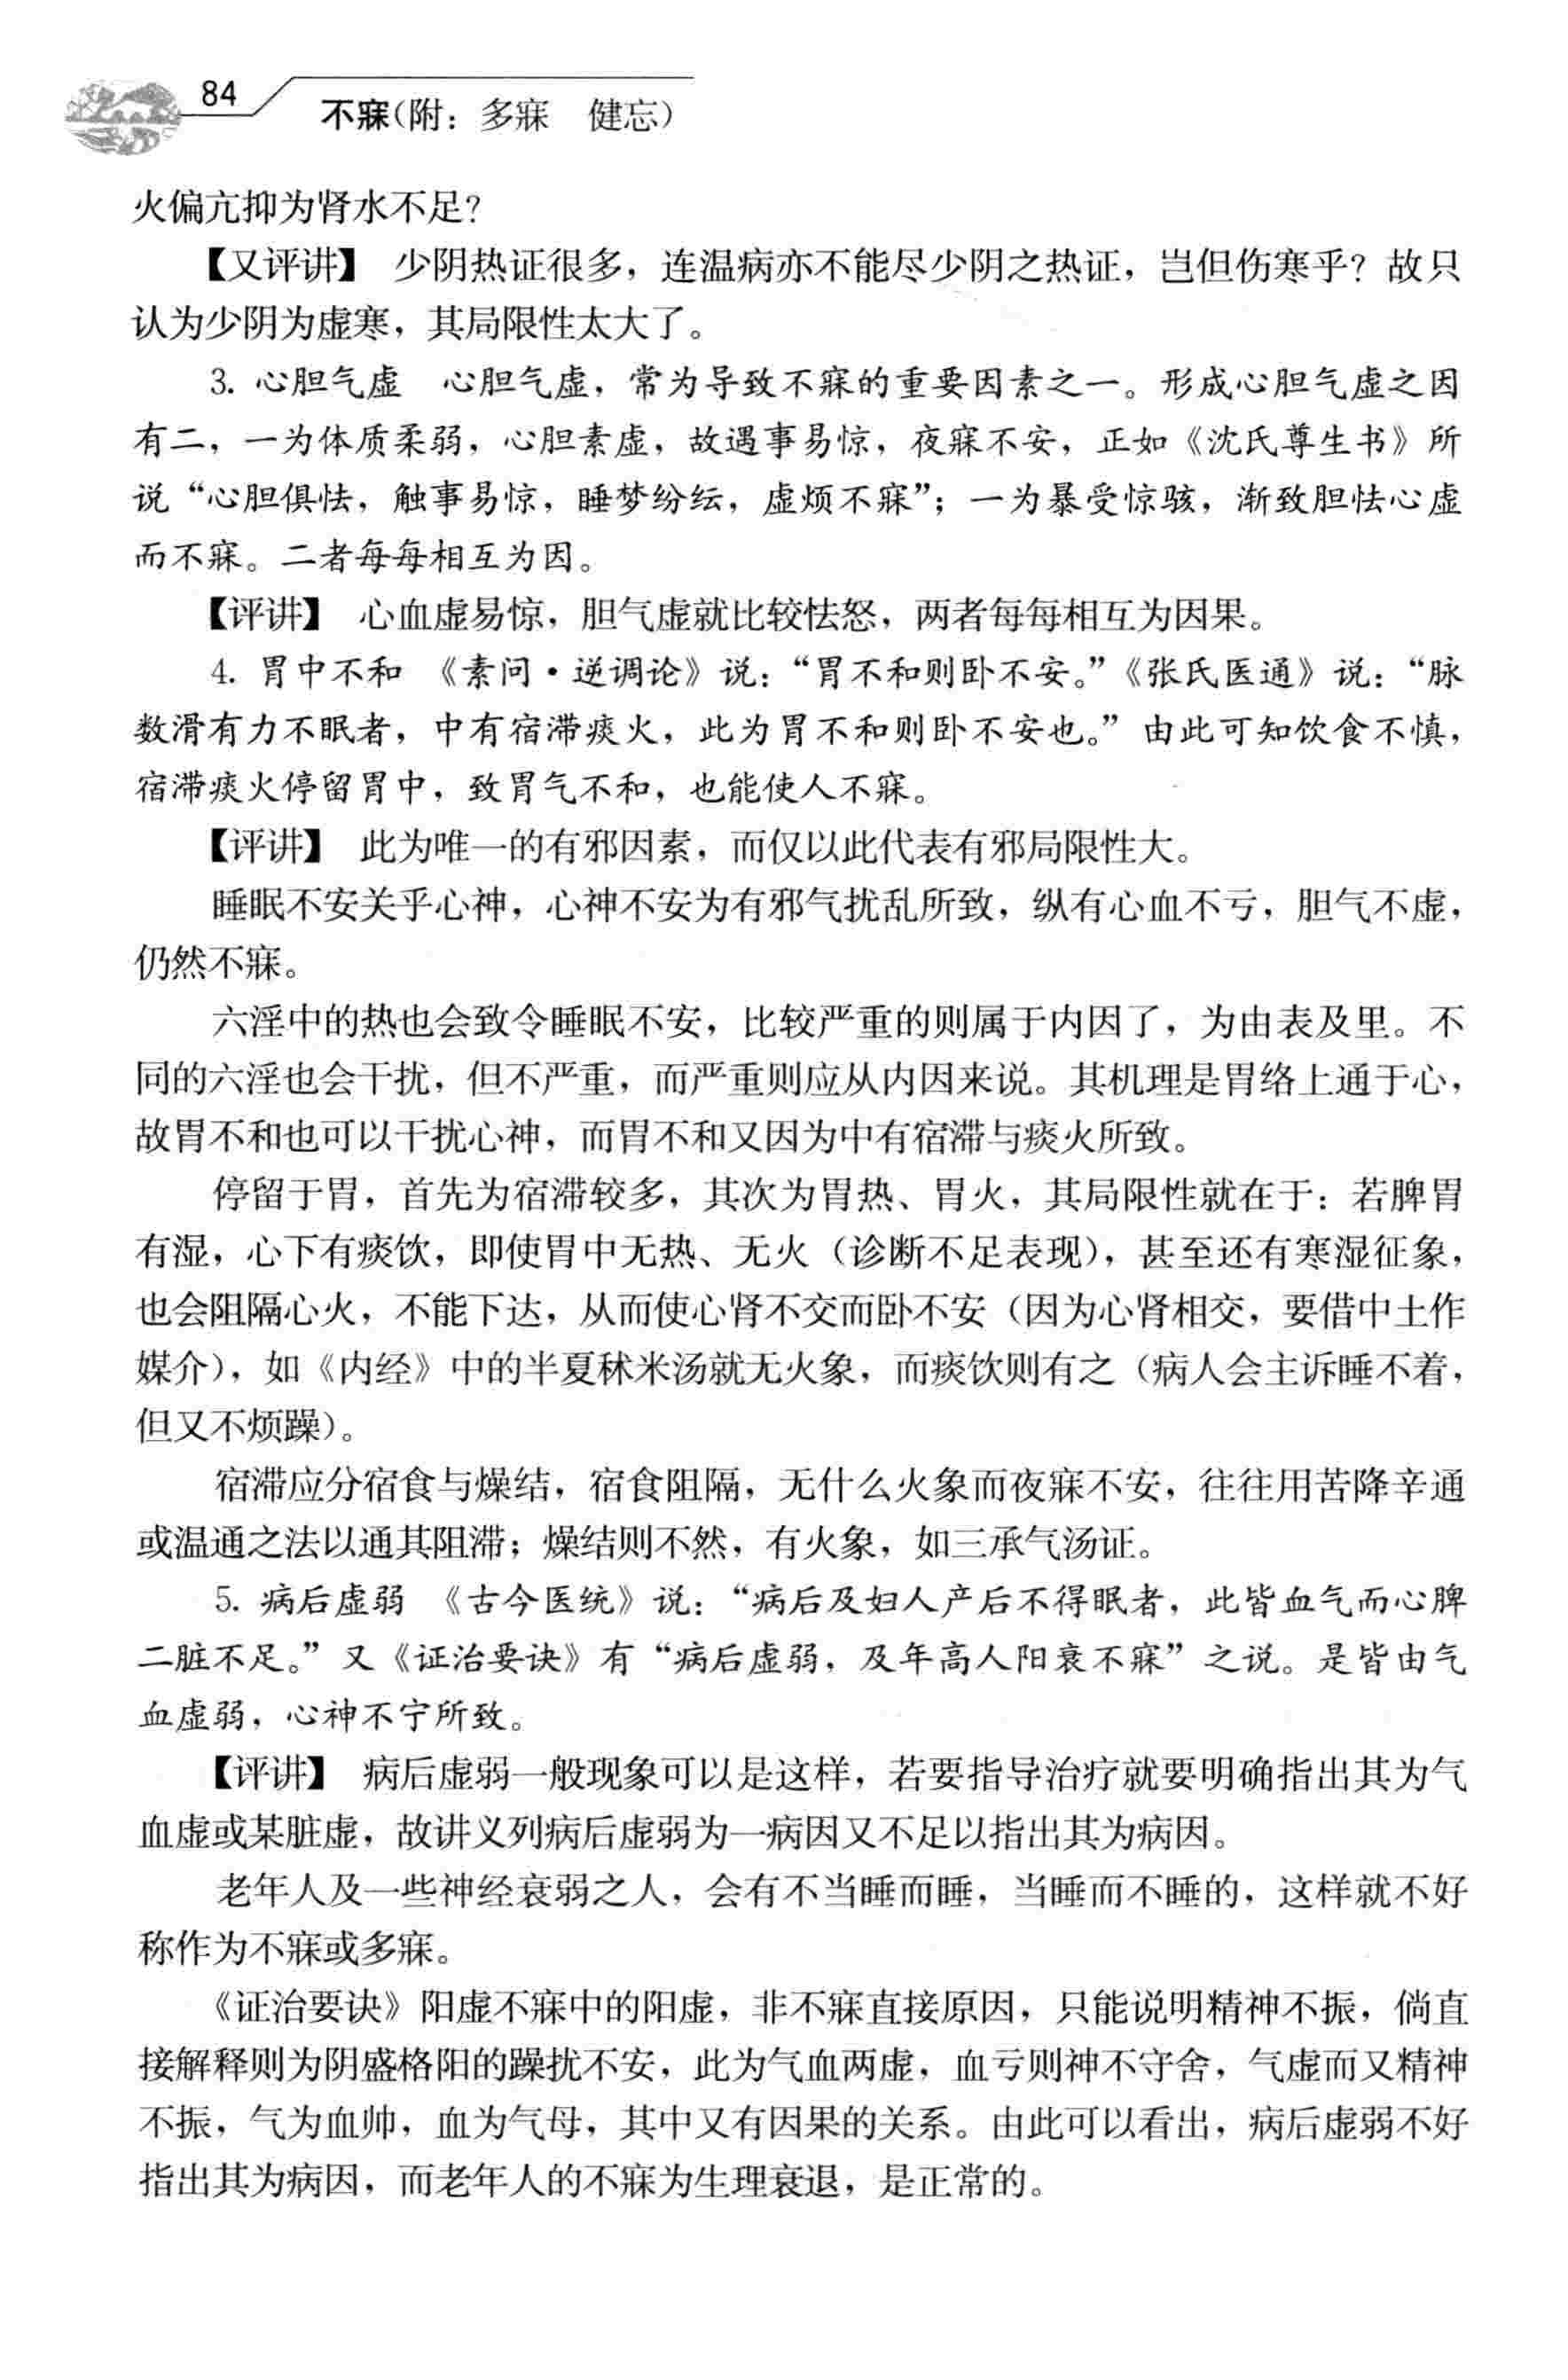 84
不寐(附：多寐　健忘)
火偏亢抑为肾水不足?
【又评讲】 少阴热证很多，连温病亦不能尽少阴之热证，岂但伤寒乎？故只
认为少阴为虚寒，其局限性太大了。
3. 心胆气虚　心胆气虚，常为导致不寐的重要因素之一。形成心胆气虚之因
有二，一为体质柔弱，心胆素虚，故遇事易惊，夜寐不安，正如《沈氏尊生书》所
说“心胆俱怯，触事易惊，睡梦纷纭，虚烦不寐”；一为暴受惊骇，渐致胆怯心虚
而不寐。二者每每相互为因。
【评讲】 心血虚易惊，胆气虚就比较怯怒，两者每每相互为因果。
4. 胃中不和　《素问·逆调论》说：“胃不和则卧不安。”《张氏医通》说：“脉
数滑有力不眠者，中有宿滞痰火，此为胃不和则卧不安也。”由此可知饮食不慎，
宿滞痰火停留胃中，致胃气不和，也能使人不寐。
【评讲】 此为唯一的有邪因素，而仅以此代表有邪局限性大。
睡眠不安关乎心神，心神不安为有邪气扰乱所致，纵有心血不亏，胆气不虚，
仍然不寐。
六淫中的热也会致令睡眠不安，比较严重的则属于内因了，为由表及里。不
同的六淫也会干扰，但不严重，而严重则应从内因来说。其机理是胃络上通于心，
故胃不和也可以干扰心神，而胃不和又因为中有宿滞与痰火所致。
停留于胃，首先为宿滞较多，其次为胃热、胃火，其局限性就在于：若脾胃
有湿，心下有痰饮，即使胃中无热、无火（诊断不足表现），甚至还有寒湿征象，
也会阻隔心火，不能下达，从而使心肾不交而卧不安（因为心肾相交，要借中土作
媒介），如《内经》中的半夏秫米汤就无火象，而痰饮则有之（病人会主诉睡不着，
但又不烦躁）。
宿滞应分宿食与燥结，宿食阻隔，无什么火象而夜寐不安，往往用苦降辛通
或温通之法以通其阻滞；燥结则不然，有火象，如三承气汤证。
5. 病后虚弱　《古今医统》说：“病后及妇人产后不得眠者，此皆血气而心脾
二脏不足。”又《证治要诀》有“病后虚弱，及年高人阳衰不寐”之说。是皆由气
血虚弱，心神不宁所致。
【评讲】 病后虚弱一般现象可以是这样，若要指导治疗就要明确指出其为气
血虚或某脏虚，故讲义列病后虚弱为一病因又不足以指出其为病因。
老年人及一些神经衰弱之人，会有不当睡而睡，当睡而不睡的，这样就不好
称作为不寐或多寐。
《证治要诀》阳虚不寐中的阳虚，非不寐直接原因，只能说明精神不振，倘直
接解释则为阴盛格阳的躁扰不安，此为气血两虚，血亏则神不守舍，气虚而又精神
不振，气为血帅，血为气母，其中又有因果的关系。由此可以看出，病后虚弱不好
指出其为病因，而老年人的不寐为生理衰退，是正常的。